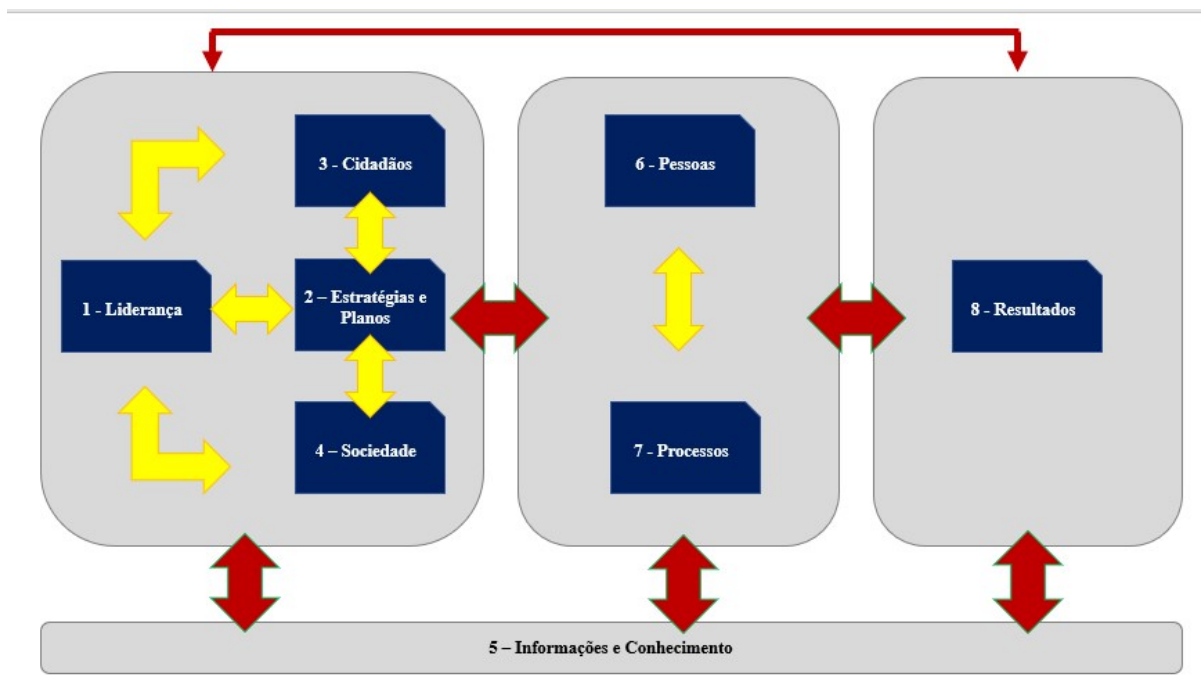 3 - Cidadãos
6 - Pessoas
1 - Liderança
2 – Estratégias e
Planos
8 - Resultados
4 – Sociedade
7 - Processos
5 – Informações e Conhecimento